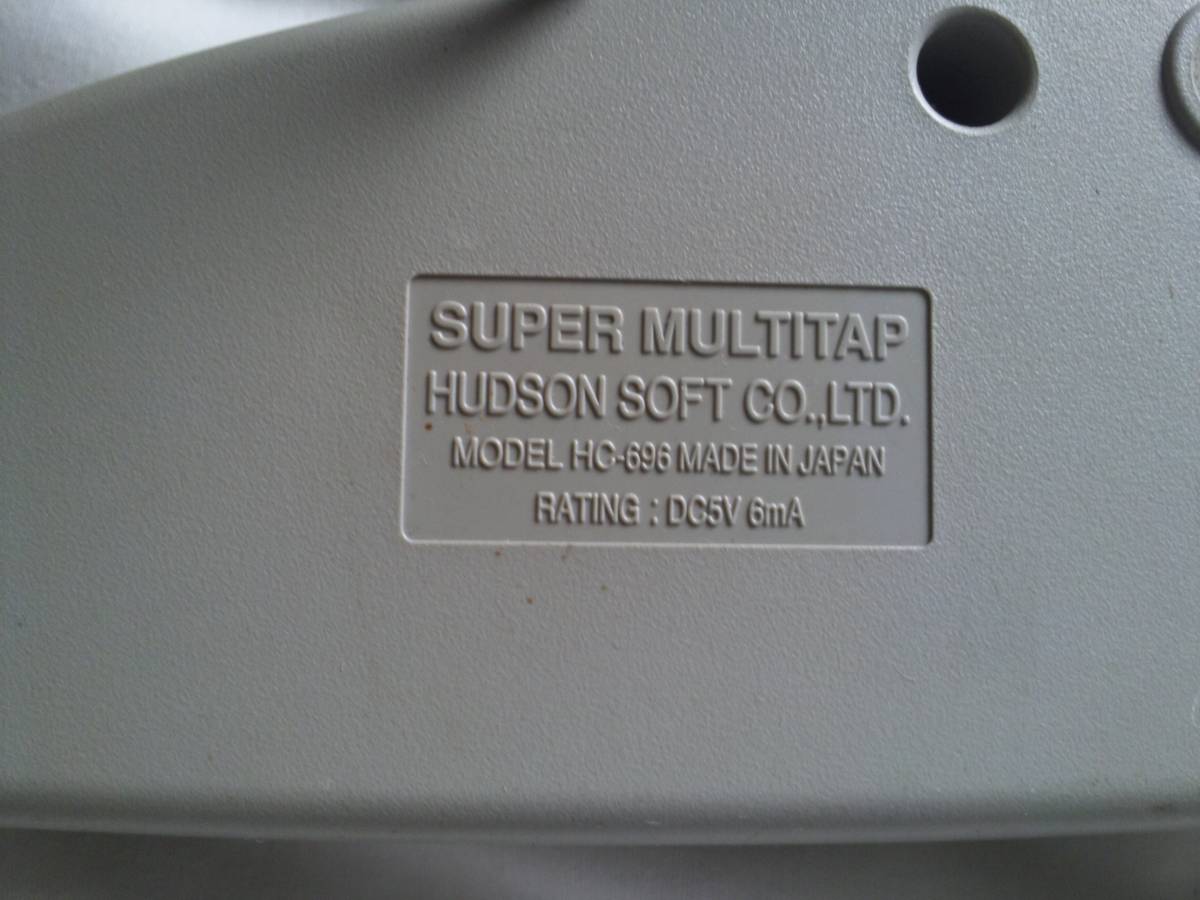 SUPER MULTITAP
HUDSON SOFT CO.,LTD.
MODEL HC-696 MADE IN JAPAN
RATING : DC5V 6mA